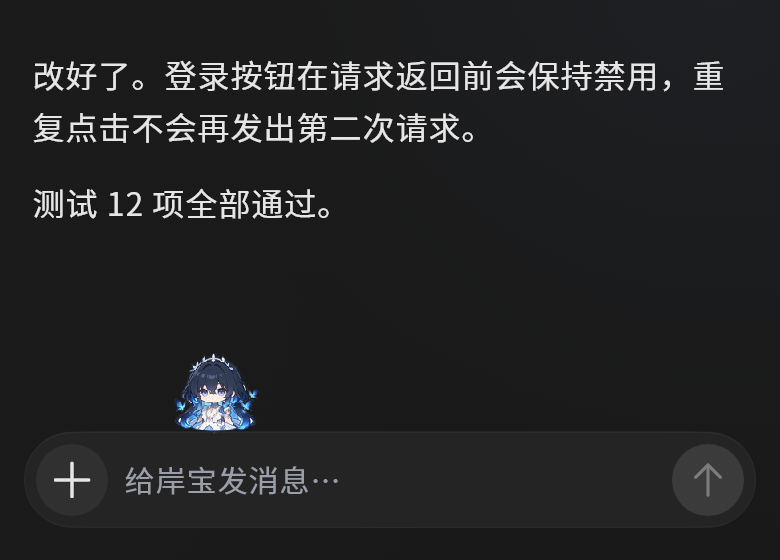 改好了。登录按钮在请求返回前会保持禁用，重
复点击不会再发出第二次请求。
测试 12 项全部通过。
给岸宝发消息…